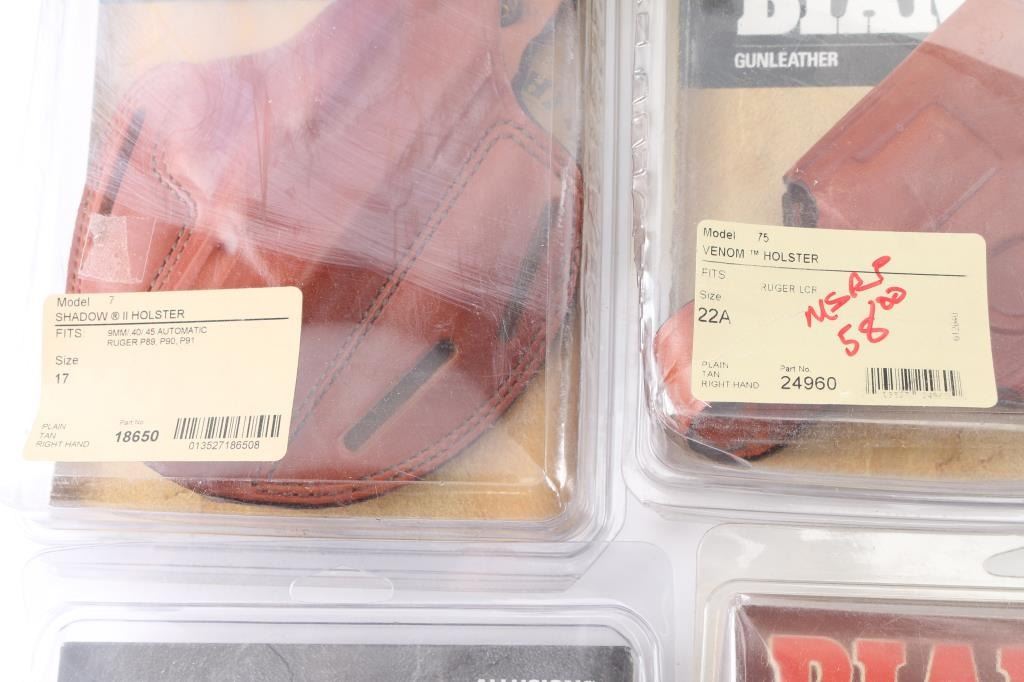 GUNLEATHER
Model 7
SHADOW ® II HOLSTER
FITS 9MM/.40/.45 AUTOMATIC
RUGER P89, P90, P91
Size
17
PLAIN
TAN
RIGHT HAND
Part No.
18650
013527186508
Model 75
VENOM ™ HOLSTER
FITS RUGER LCR
Size
22A
MSRP
58/00
PLAIN
TAN
RIGHT HAND
Part No.
24960